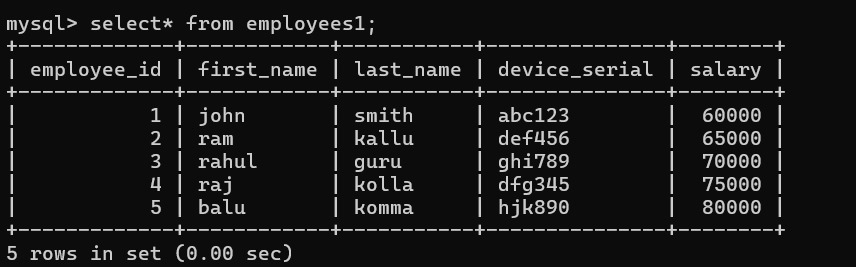 mysql> select* from employees1;
+-------------+------------+-----------+---------------+--------+
| employee_id | first_name | last_name | device_serial | salary |
+-------------+------------+-----------+---------------+--------+
|           1 | john       | smith     | abc123        |  60000 |
|           2 | ram        | kallu     | def456        |  65000 |
|           3 | rahul      | guru      | ghi789        |  70000 |
|           4 | raj        | kolla     | dfg345        |  75000 |
|           5 | balu       | komma     | hjk890        |  80000 |
+-------------+------------+-----------+---------------+--------+
5 rows in set (0.00 sec)